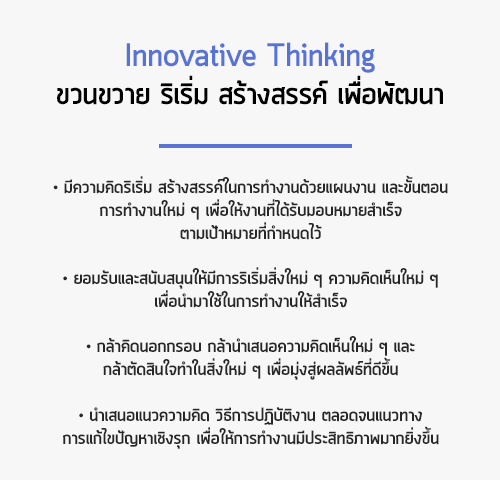 Innovative Thinking
ขวนขวาย ริเริ่ม สร้างสรรค์ เพื่อพัฒนา
• มีความคิดริเริ่ม สร้างสรรค์ในการทำงานด้วยแผนงาน และขั้นตอน
การทำงานใหม่ ๆ เพื่อให้งานที่ได้รับมอบหมายสำเร็จ
ตามเป้าหมายที่กำหนดไว้
• ยอมรับและสนับสนุนให้มีการริเริ่มสิ่งใหม่ ๆ ความคิดเห็นใหม่ ๆ
เพื่อนำมาใช้ในการทำงานให้สำเร็จ
• กล้าคิดนอกกรอบ กล้านำเสนอความคิดเห็นใหม่ ๆ และ
กล้าตัดสินใจทำในสิ่งใหม่ ๆ เพื่อมุ่งสู่ผลลัพธ์ที่ดีขึ้น
• นำเสนอแนวความคิด วิธีการปฏิบัติงาน ตลอดจนแนวทาง
การแก้ไขปัญหาเชิงรุก เพื่อให้การทำงานมีประสิทธิภาพมากยิ่งขึ้น